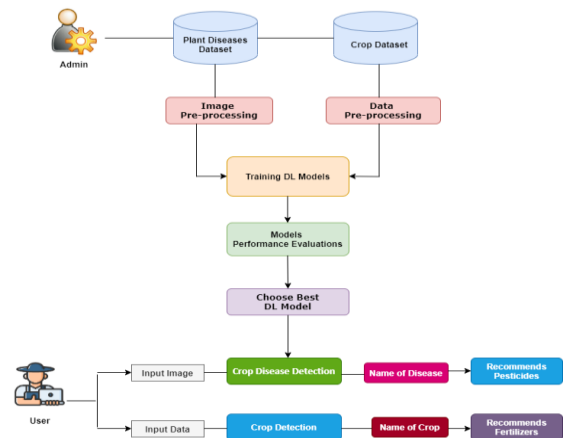 Plant Diseases
Dataset
Crop Dataset
Admin
Image
Pre-processing
Data
Pre-processing
Training DL Models
Models
Performance Evaluations
Choose Best
DL Model
Input Image
Crop Disease Detection
Name of Disease
Recommends
Pesticides
User
Input Data
Crop Detection
Name of Crop
Recommends
Fertilizers